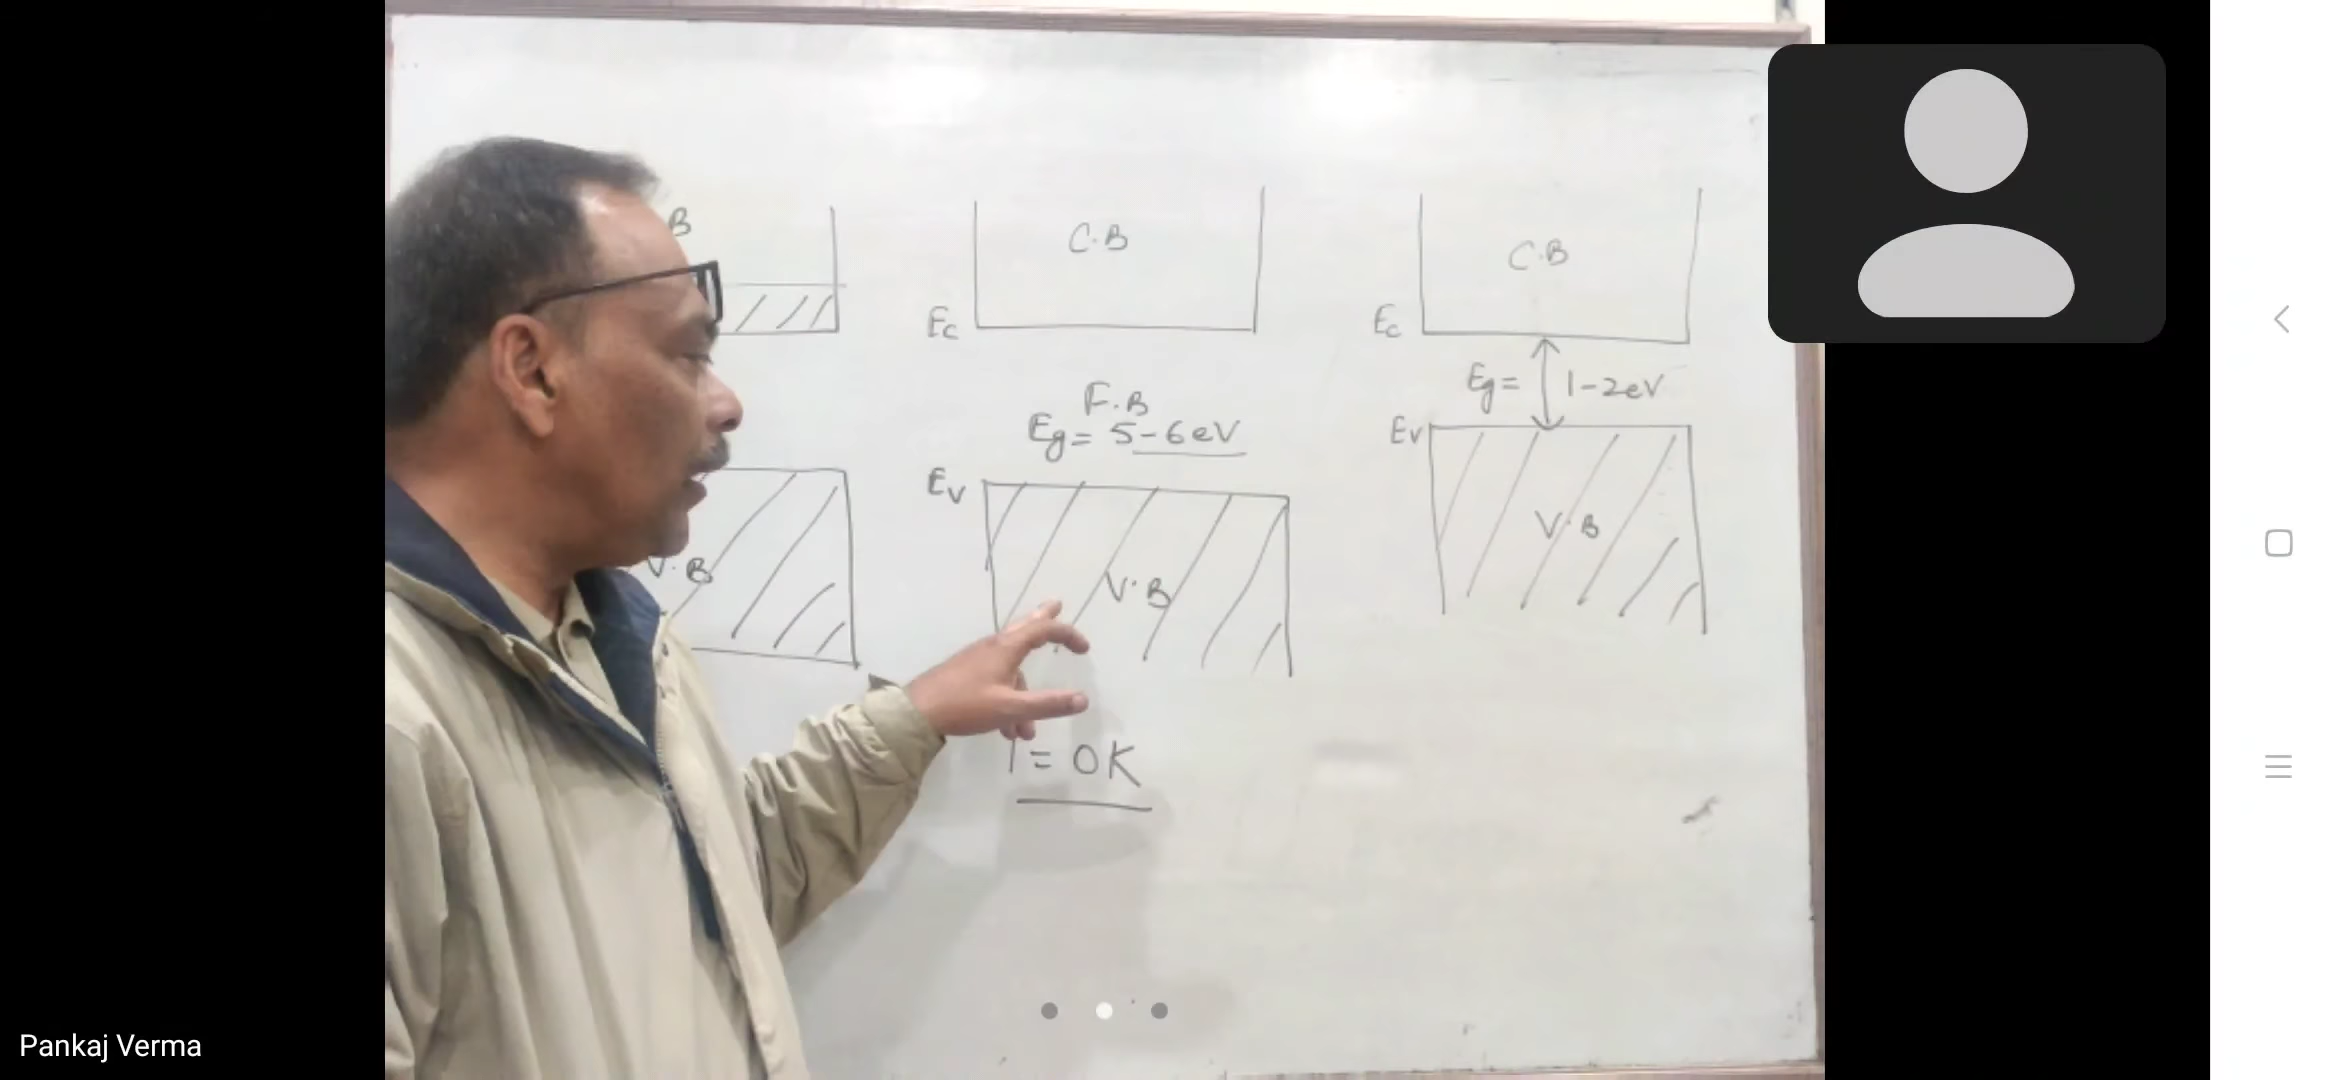 B
V.B
C.B
Ec
F.B
Eg = 5-6eV
Ev
V.B
T = 0K
C.B
Ec
Eg = 1-2eV
Ev
V.B
Pankaj Verma